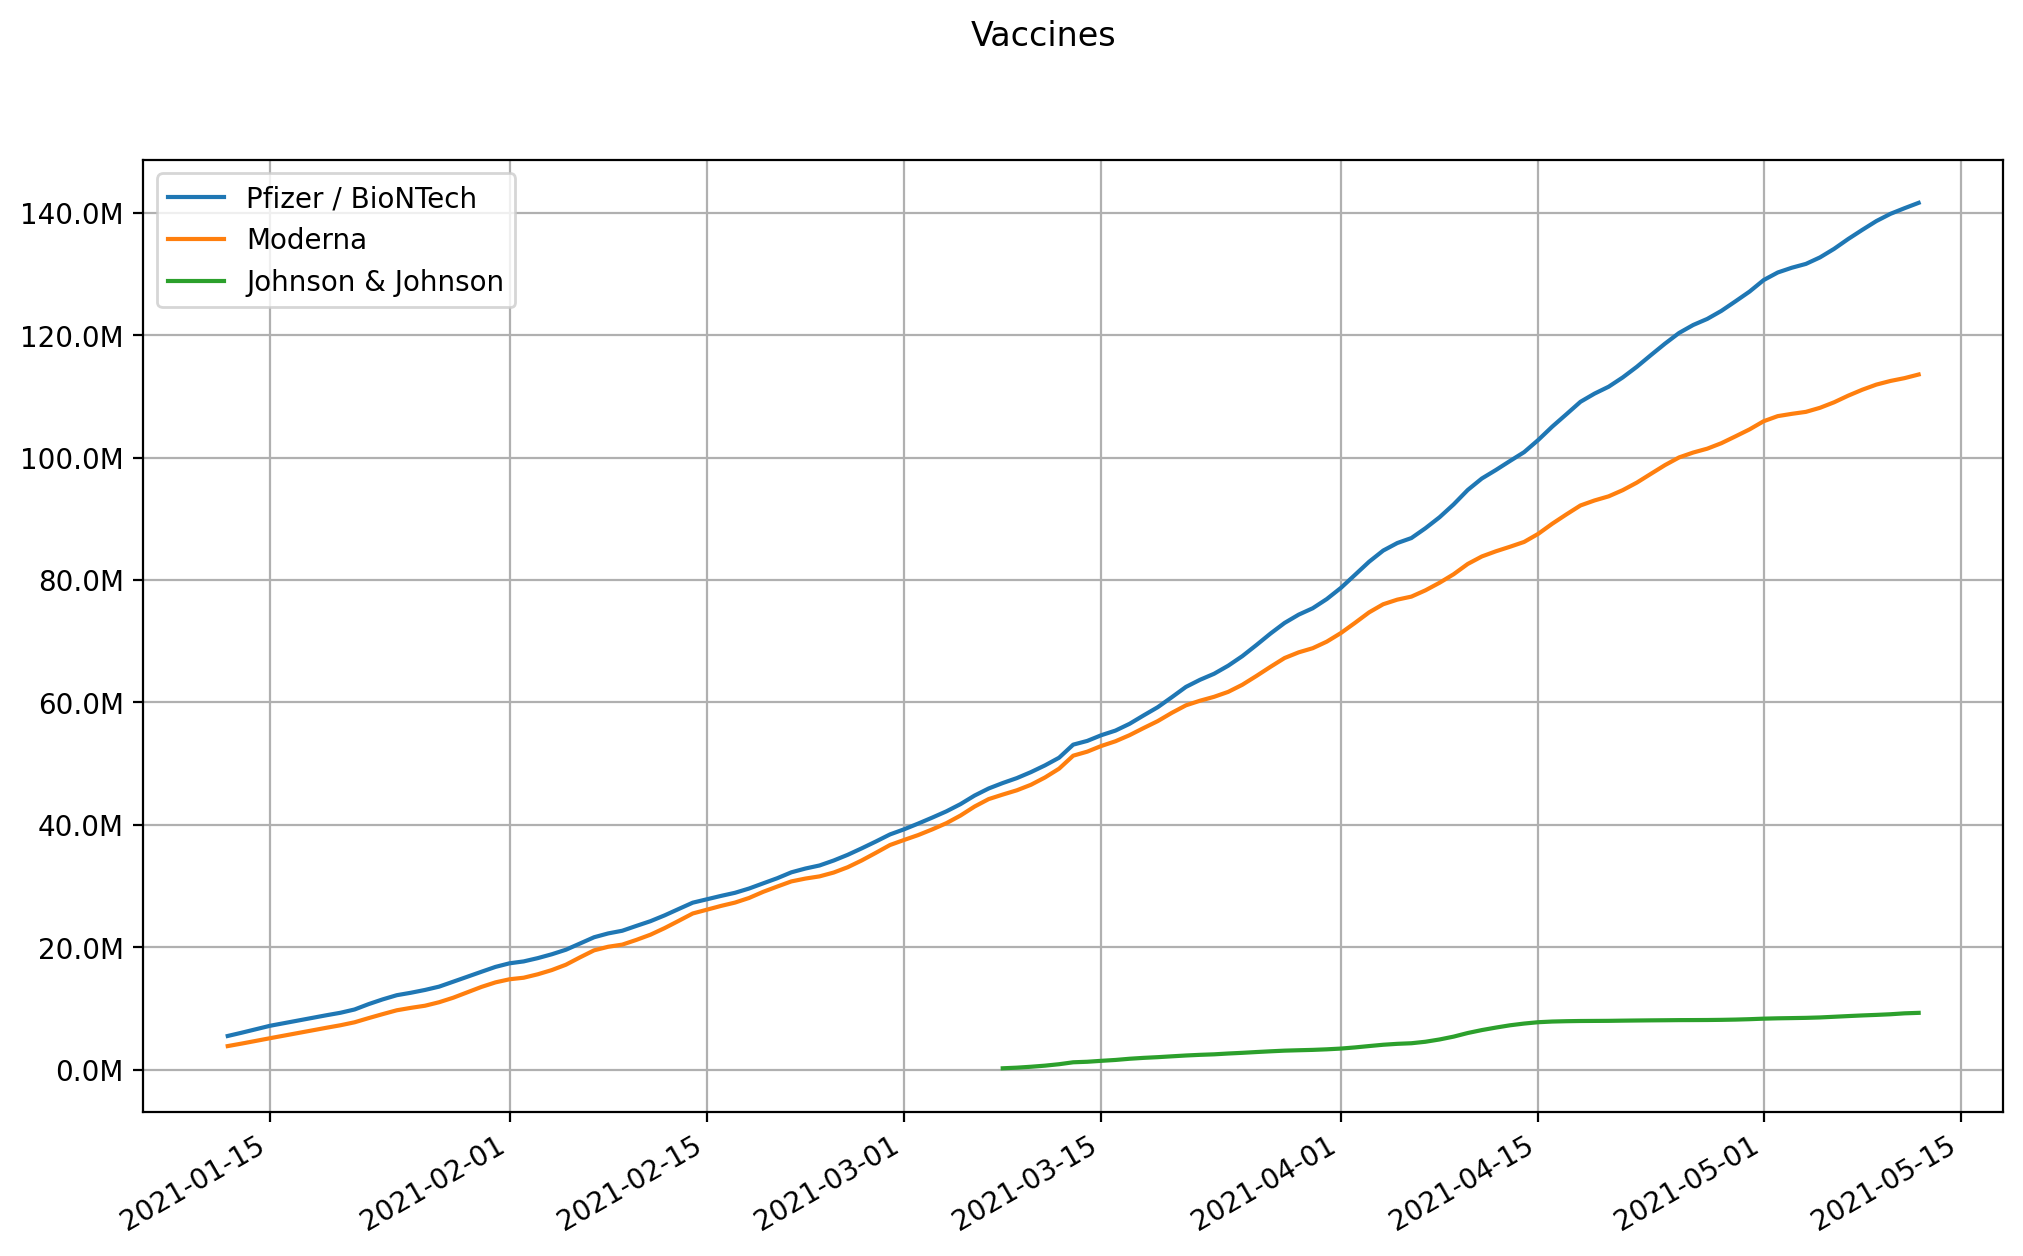 Vaccines
Pfizer / BioNTech
Moderna
Johnson & Johnson
140.0M
120.0M
100.0M
80.0M
60.0M
40.0M
20.0M
0.0M
2021-01-15
2021-02-01
2021-02-15
2021-03-01
2021-03-15
2021-04-01
2021-04-15
2021-05-01
2021-05-15